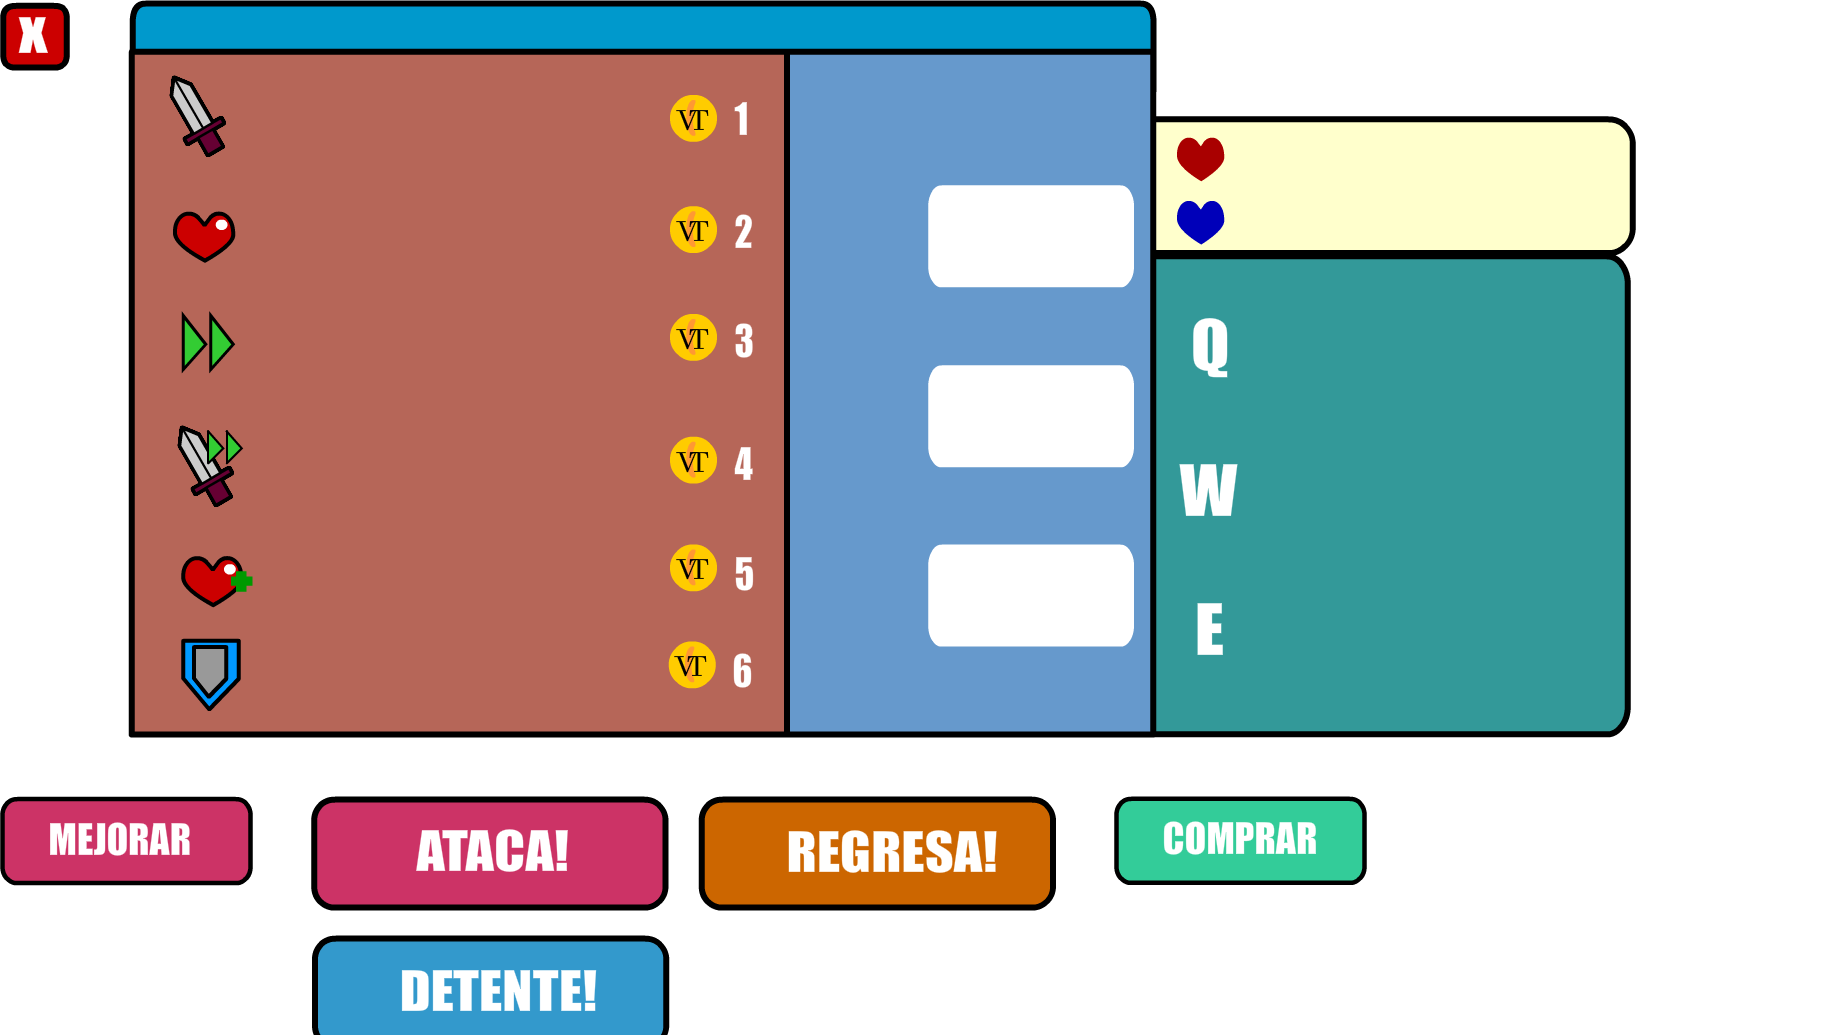 X
VT 1
VT 2
VT 3
VT 4
VT 5
VT 6
Q
W
E
MEJORAR
ATACA!
REGRESA!
COMPRAR
DETENTE!